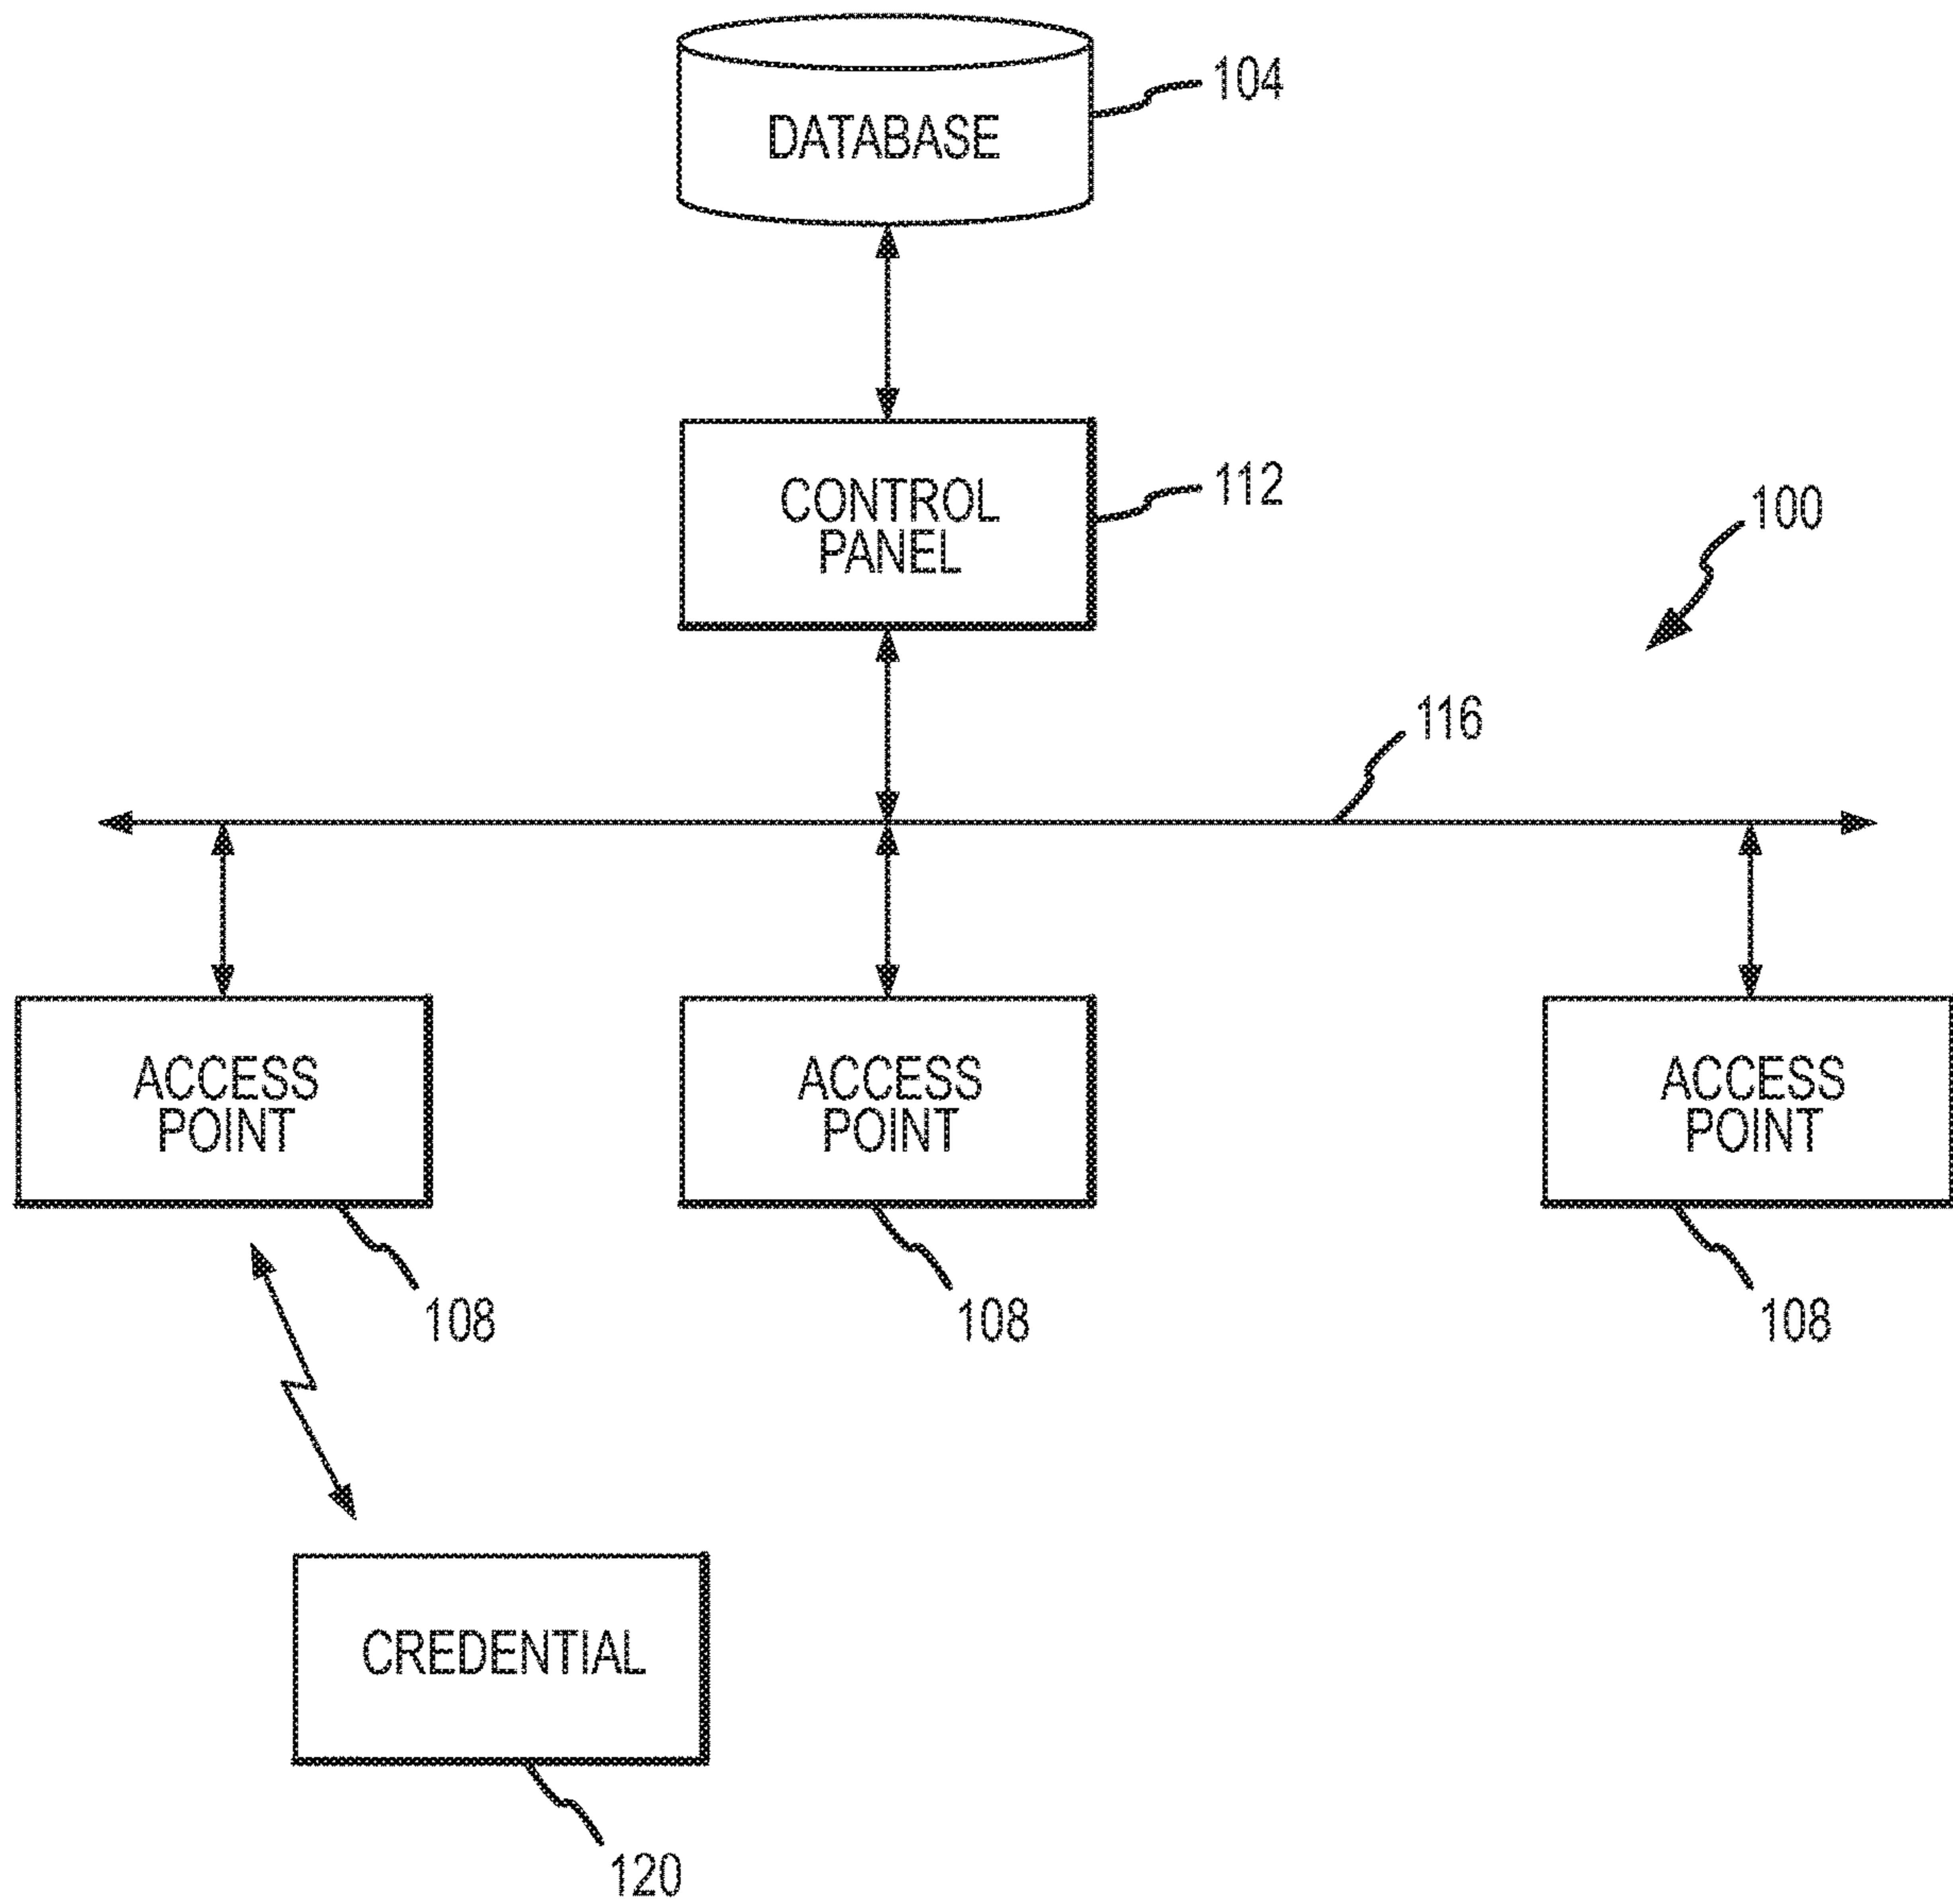 104
DATABASE
CONTROL
PANEL
112
100
116
ACCESS
POINT
ACCESS
POINT
ACCESS
POINT
108
108
108
CREDENTIAL
120